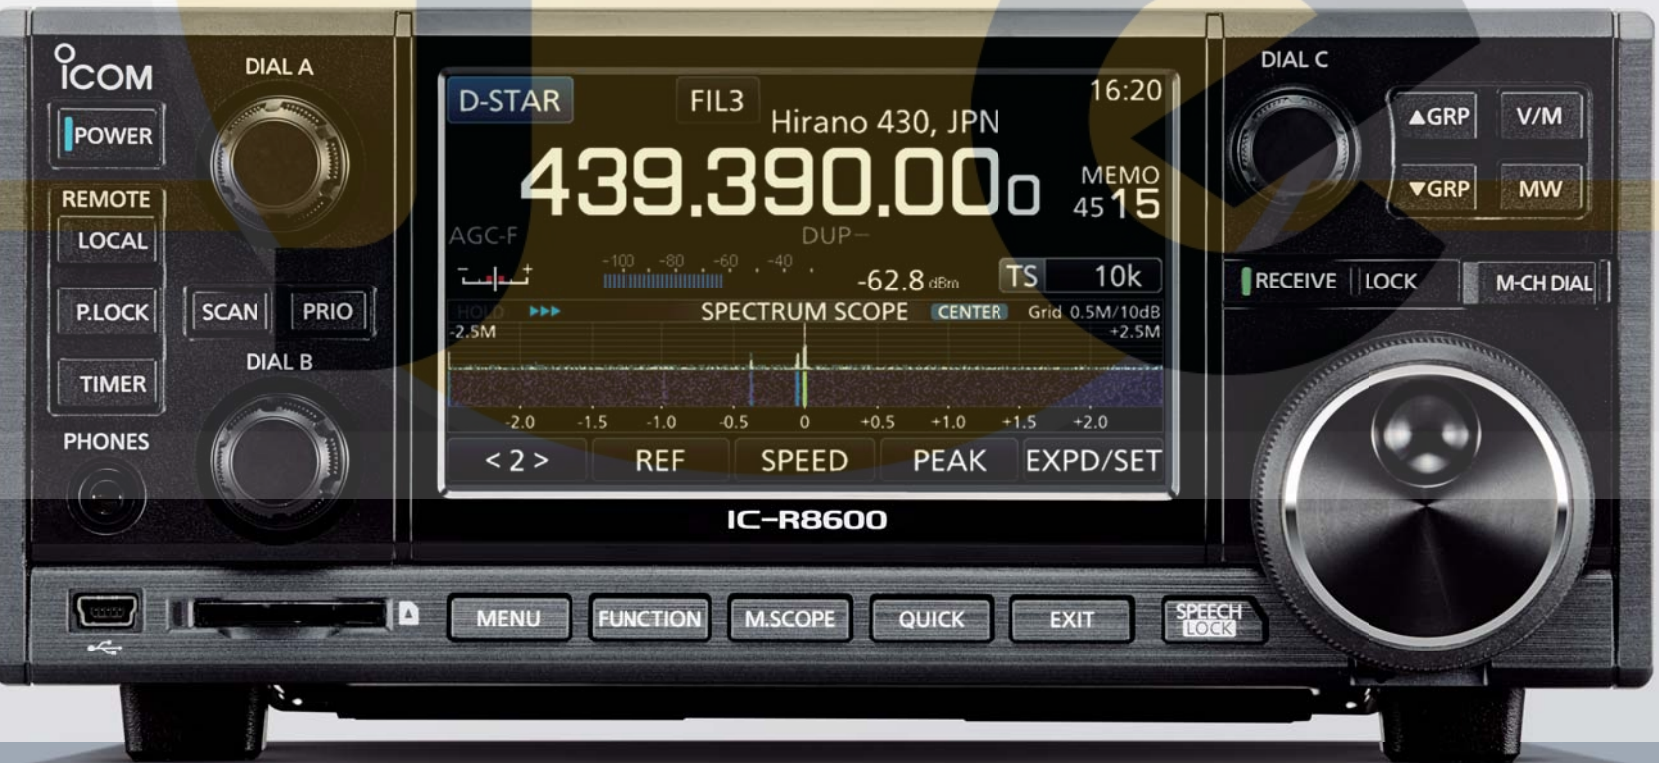 ICOM
POWER
REMOTE
LOCAL
P.LOCK
TIMER
PHONES
DIAL A
SCAN PRIO
DIAL B
D-STAR FIL3 16:20
Hirano 430, JPN
439.390.000
MEMO
45 15
AGC-F DUP−
-100 -80 -60 -40
− +
-62.8 dBm
TS 10k
HOLD SPECTRUM SCOPE CENTER Grid 0.5M/10dB
-2.5M +2.5M
-2.0 -1.5 -1.0 -0.5 0 +0.5 +1.0 +1.5 +2.0
< 2 > REF SPEED PEAK EXPD/SET
IC-R8600
DIAL C
▲GRP V/M
▼GRP MW
RECEIVE LOCK M-CH DIAL
MENU FUNCTION M.SCOPE QUICK EXIT SPEECH
LOCK